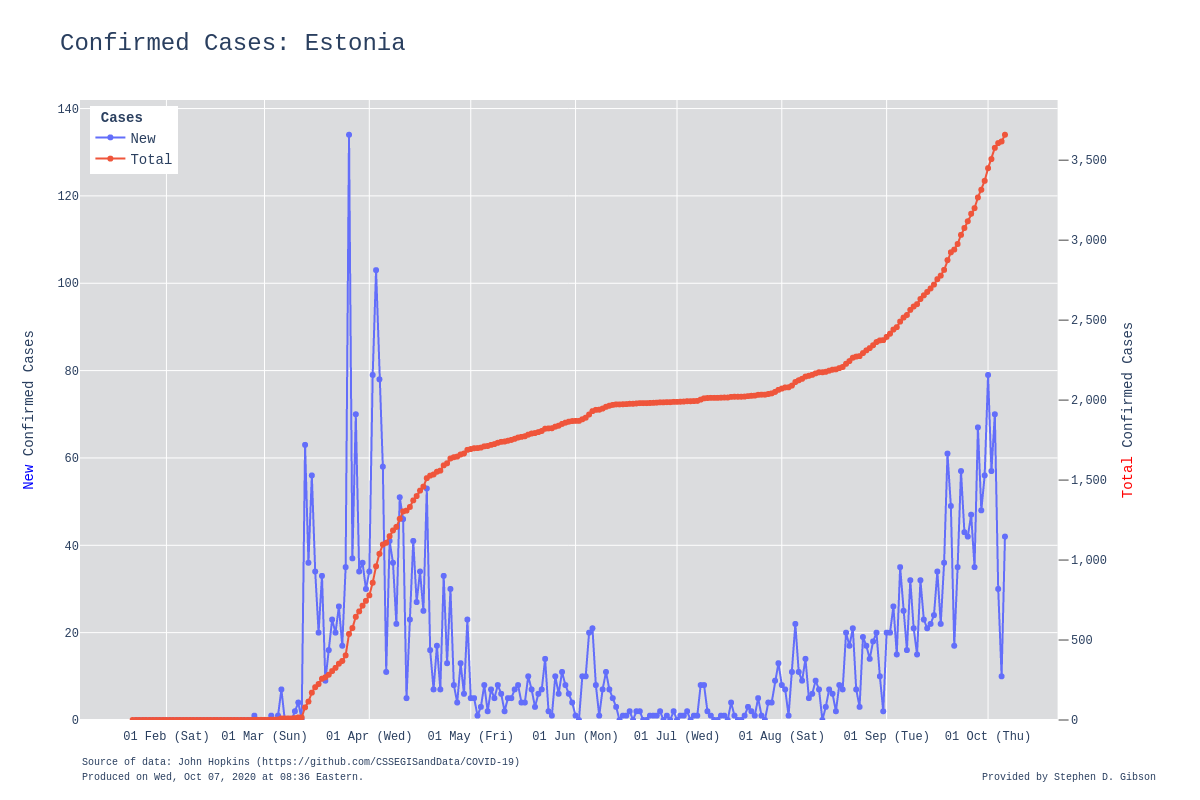 Confirmed Cases: Estonia
Cases
New
Total
140
120
100
80
60
40
20
0
3,500
3,000
2,500
2,000
1,500
1,000
500
0
New Confirmed Cases
Total Confirmed Cases
01 Feb (Sat) 01 Mar (Sun) 01 Apr (Wed) 01 May (Fri) 01 Jun (Mon) 01 Jul (Wed) 01 Aug (Sat) 01 Sep (Tue) 01 Oct (Thu)
Source of data: John Hopkins (https://github.com/CSSEGISandData/COVID-19)
Produced on Wed, Oct 07, 2020 at 08:36 Eastern.
Provided by Stephen D. Gibson